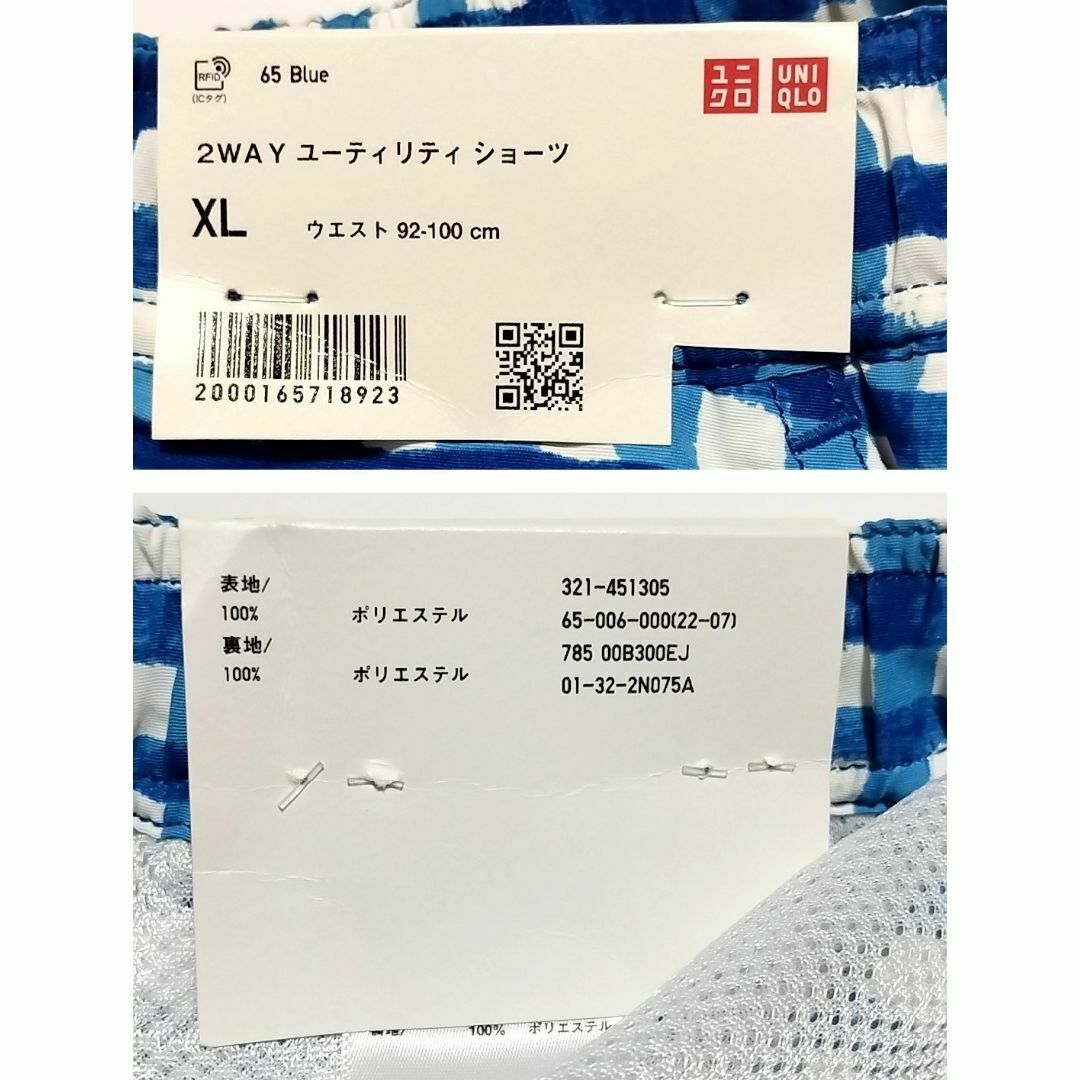 RFID
(ICタグ)
65 Blue
ユニクロ
UNIQLO
2WAY ユーティリティ ショーツ
XL ウエスト 92-100 cm
2000165718923
表地/
100% ポリエステル
裏地/
100% ポリエステル
321-451305
65-006-000(22-07)
785 00B300EJ
01-32-2N075A
裏地/ 100% ポリエステル